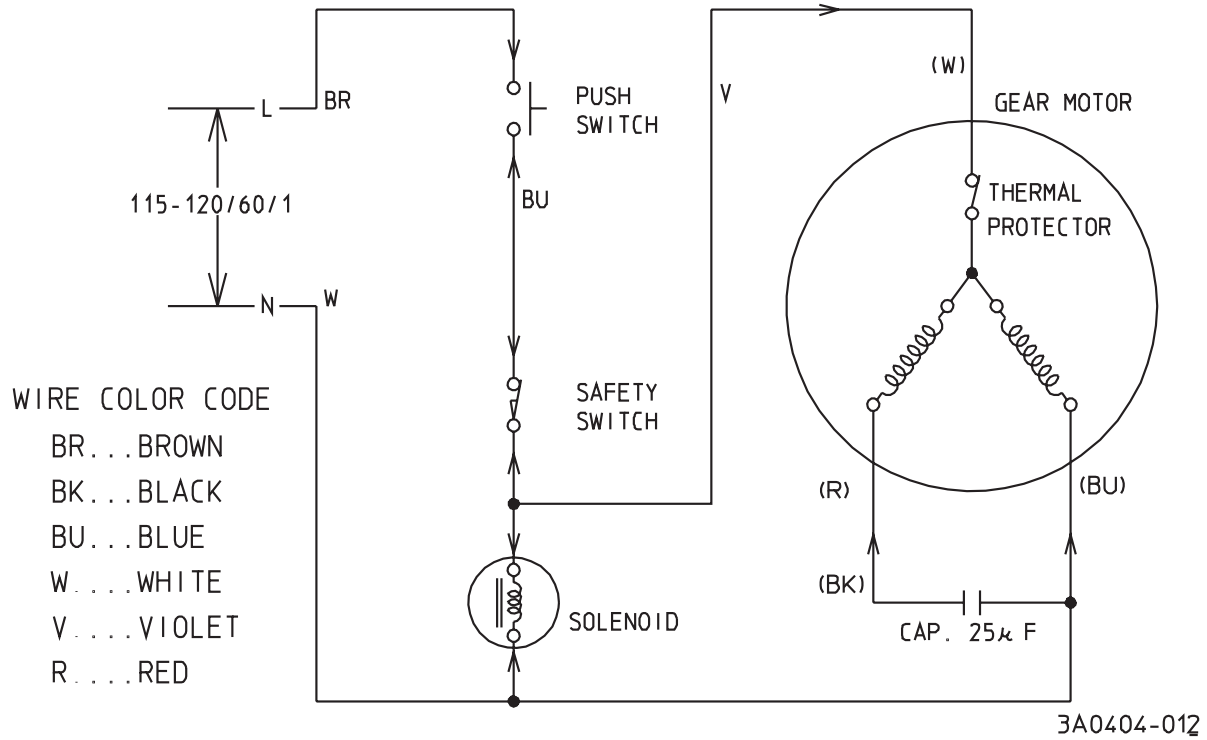 L
BR
115-120/60/1
N
W
PUSH
SWITCH
BU
SAFETY
SWITCH
SOLENOID
V
(W)
GEAR MOTOR
THERMAL
PROTECTOR
(R)
(BU)
(BK)
CAP. 25μ F
WIRE COLOR CODE
BR...BROWN
BK...BLACK
BU...BLUE
W....WHITE
V....VIOLET
R....RED
3A0404-012